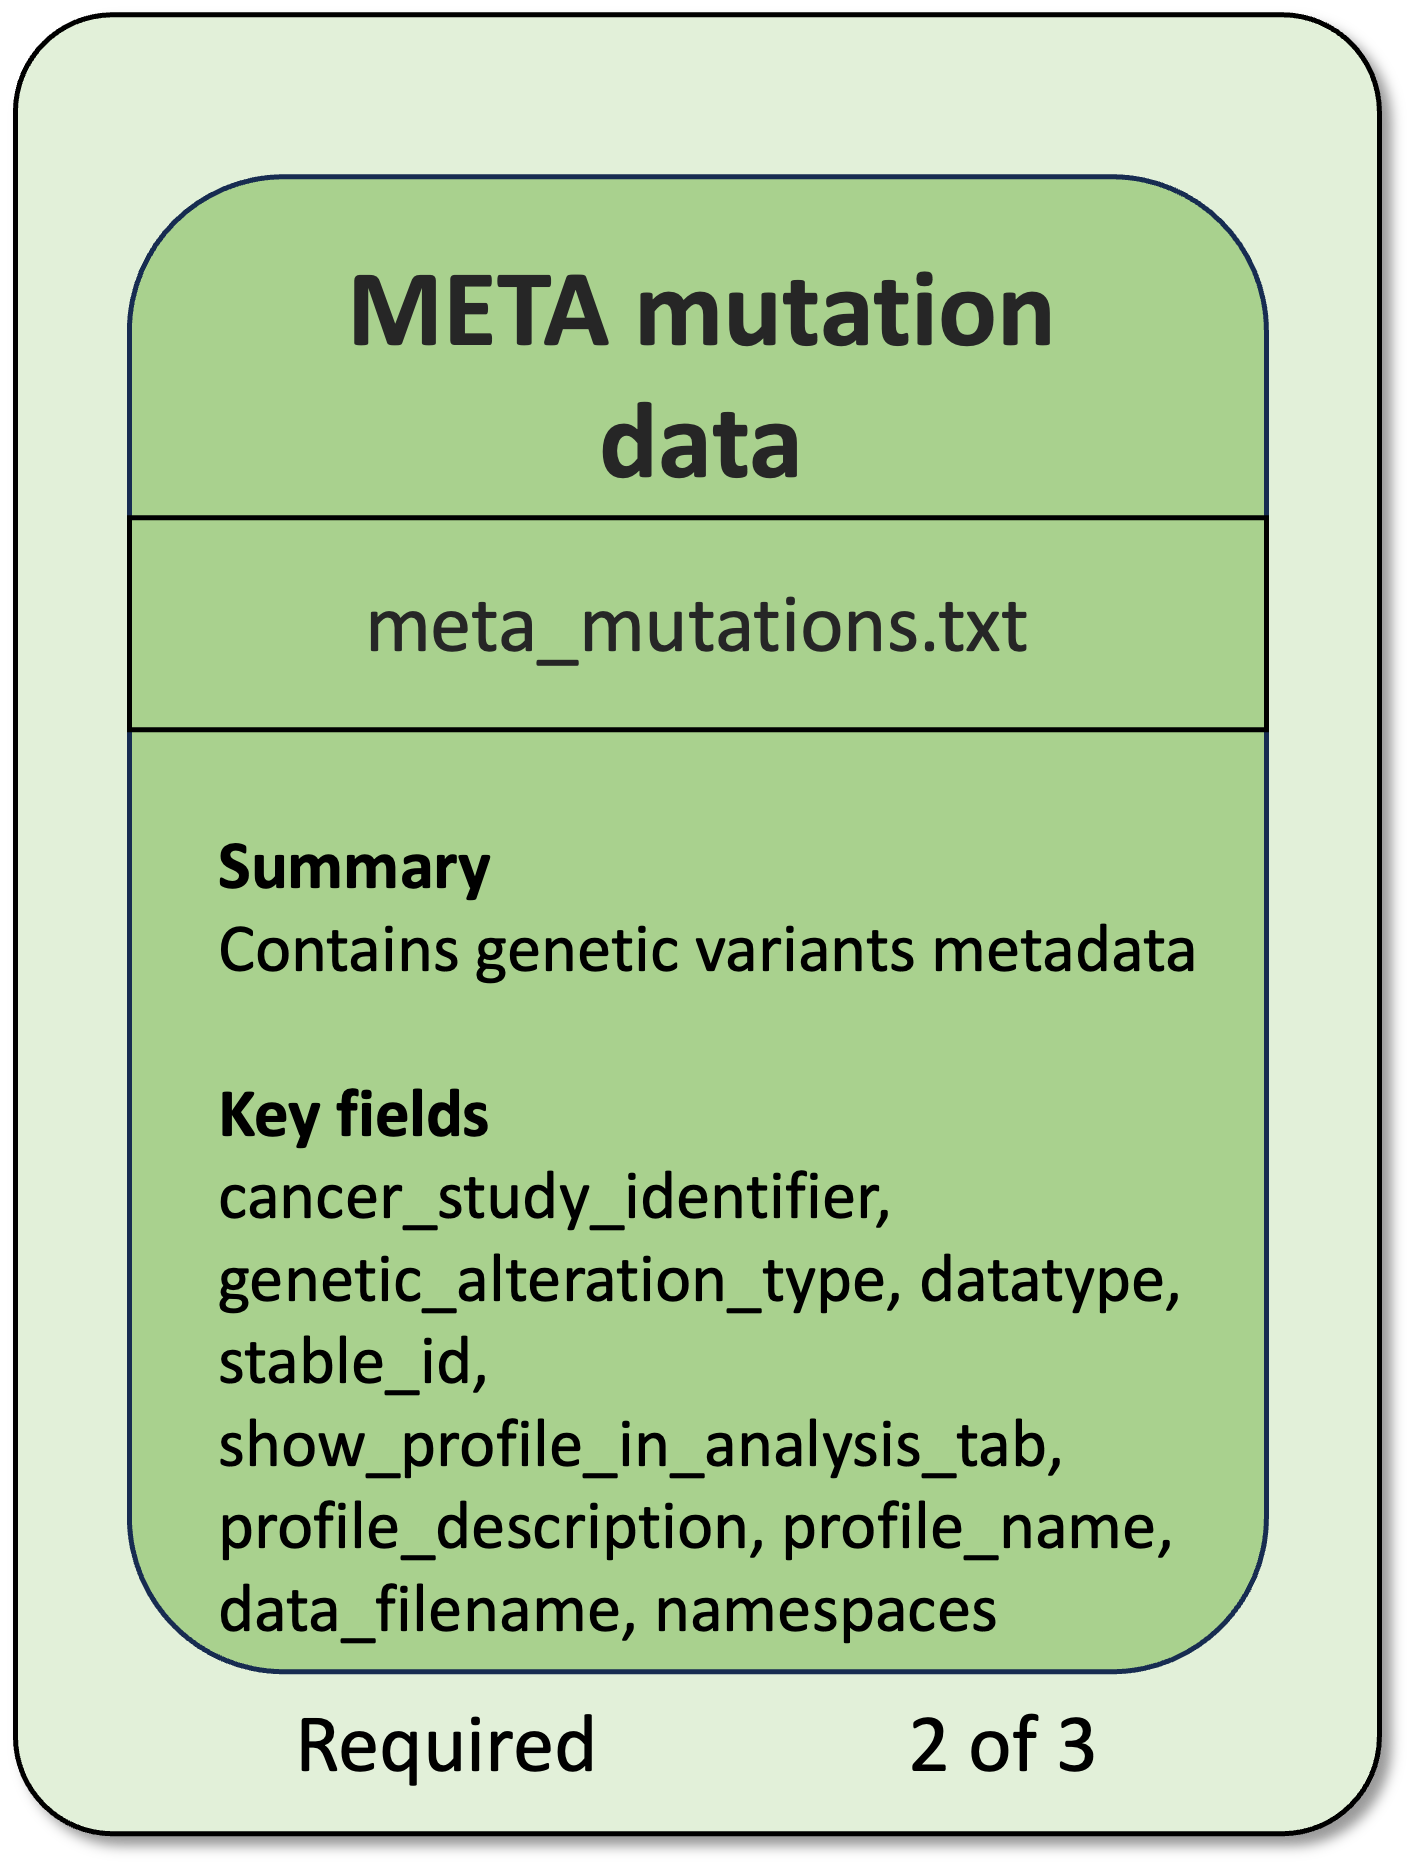 META mutation
data
meta_mutations.txt
Summary
Contains genetic variants metadata
Key fields
cancer_study_identifier,
genetic_alteration_type, datatype,
stable_id,
show_profile_in_analysis_tab,
profile_description, profile_name,
data_filename, namespaces
Required 2 of 3